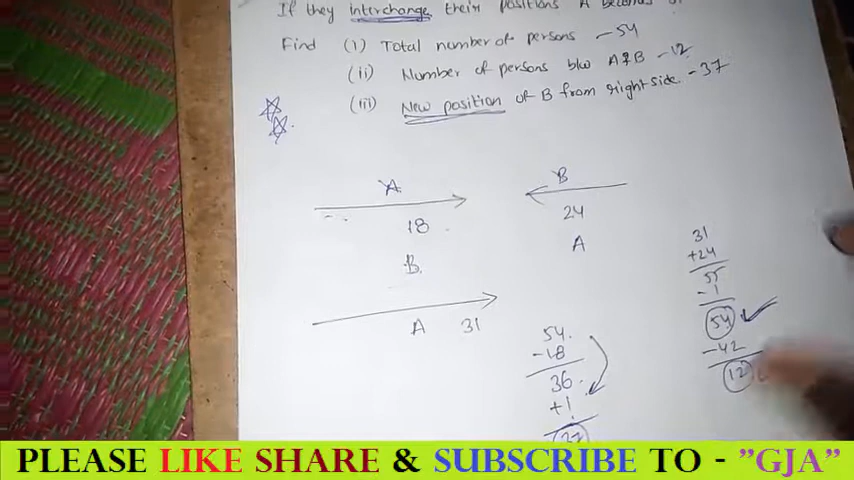 If they interchange their positions A becomes 31
Find (i) Total number of persons – 54
(ii) Number of persons b/w A & B – 12
(iii) New position of B from right side. – 37
A
B
18
24
B
A
A 31
31
+24
55
-1
54
-42
12
54
-18
36
+1
37
PLEASE LIKE SHARE & SUBSCRIBE TO - "GJA"